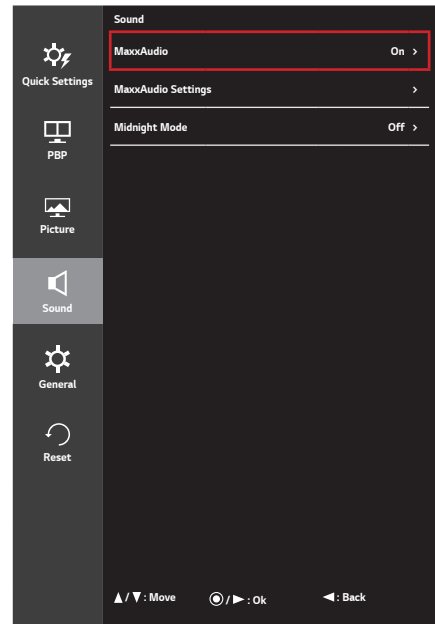 Sound
MaxxAudio On >
MaxxAudio Settings >
Midnight Mode Off >
Quick Settings
PBP
Picture
Sound
General
Reset
▲/▼: Move ◉/►: Ok ◄: Back